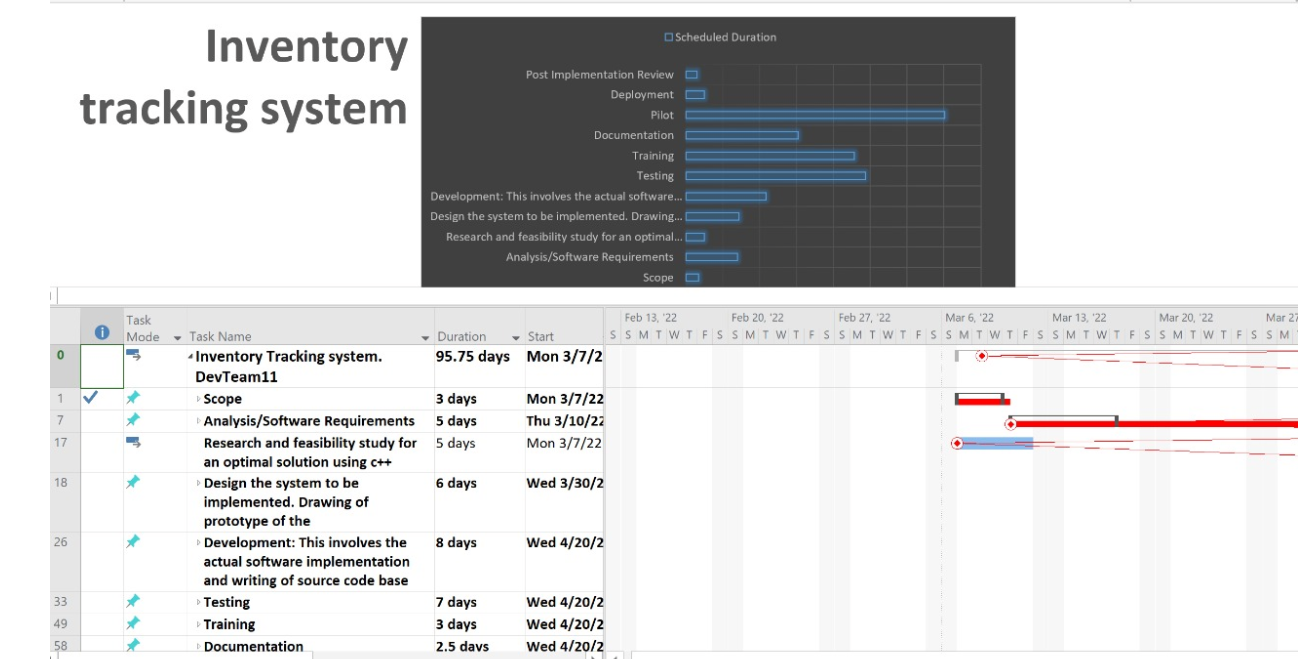 Inventory
tracking system
Scheduled Duration
Post Implementation Review
Deployment
Pilot
Documentation
Training
Testing
Development: This involves the actual software...
Design the system to be implemented. Drawing...
Research and feasibility study for an optimal...
Analysis/Software Requirements
Scope
Task
Mode Task Name Duration Start
Feb 13, '22 Feb 20, '22 Feb 27, '22 Mar 6, '22 Mar 13, '22 Mar 20, '22 Mar 27
S S M T W T F S S M T W T F S S M T W T F S S M T W T F S S M T W T F S S M T W T F S S M
0 Inventory Tracking system. 95.75 days Mon 3/7/2
DevTeam11
1 Scope 3 days Mon 3/7/22
7 Analysis/Software Requirements 5 days Thu 3/10/22
17 Research and feasibility study for 5 days Mon 3/7/22
an optimal solution using c++
18 Design the system to be 6 days Wed 3/30/2
implemented. Drawing of
prototype of the
26 Development: This involves the 8 days Wed 4/20/2
actual software implementation
and writing of source code base
33 Testing 7 days Wed 4/20/2
49 Training 3 days Wed 4/20/2
58 Documentation 2.5 days Wed 4/20/2